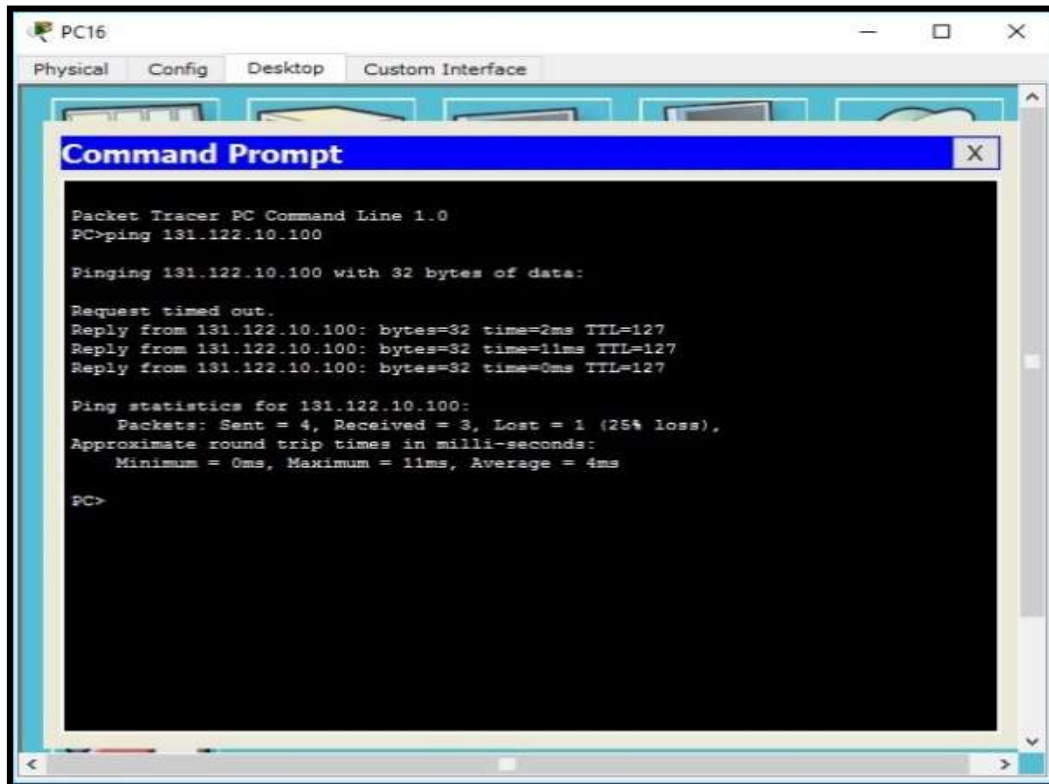 PC16
Physical Config Desktop Custom Interface
Command Prompt
X
Packet Tracer PC Command Line 1.0
PC>ping 131.122.10.100
Pinging 131.122.10.100 with 32 bytes of data:
Request timed out.
Reply from 131.122.10.100: bytes=32 time=2ms TTL=127
Reply from 131.122.10.100: bytes=32 time=11ms TTL=127
Reply from 131.122.10.100: bytes=32 time=0ms TTL=127
Ping statistics for 131.122.10.100:
Packets: Sent = 4, Received = 3, Lost = 1 (25% loss),
Approximate round trip times in milli-seconds:
Minimum = 0ms, Maximum = 11ms, Average = 4ms
PC>